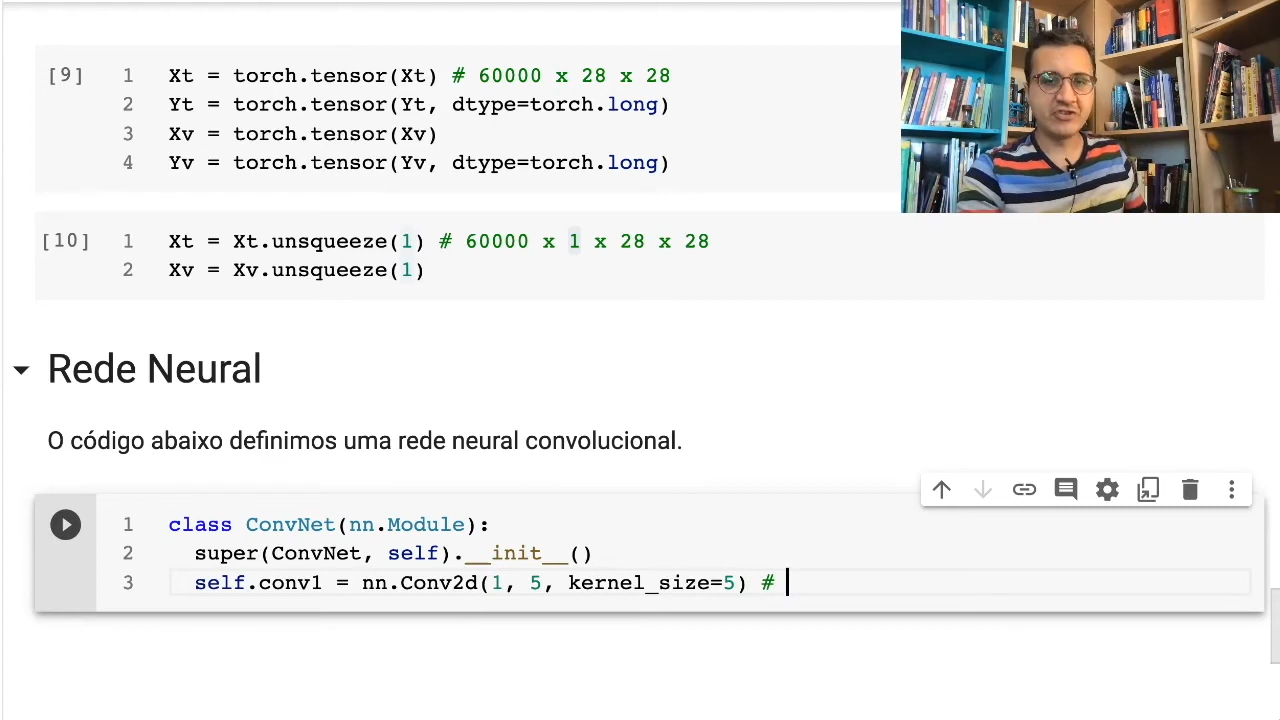 [9] 1 Xt = torch.tensor(Xt) # 60000 x 28 x 28
2 Yt = torch.tensor(Yt, dtype=torch.long)
3 Xv = torch.tensor(Xv)
4 Yv = torch.tensor(Yv, dtype=torch.long)
[10] 1 Xt = Xt.unsqueeze(1) # 60000 x 1 x 28 x 28
2 Xv = Xv.unsqueeze(1)
Rede Neural
O código abaixo definimos uma rede neural convolucional.
1 class ConvNet(nn.Module):
2 super(ConvNet, self).__init__()
3 self.conv1 = nn.Conv2d(1, 5, kernel_size=5) #